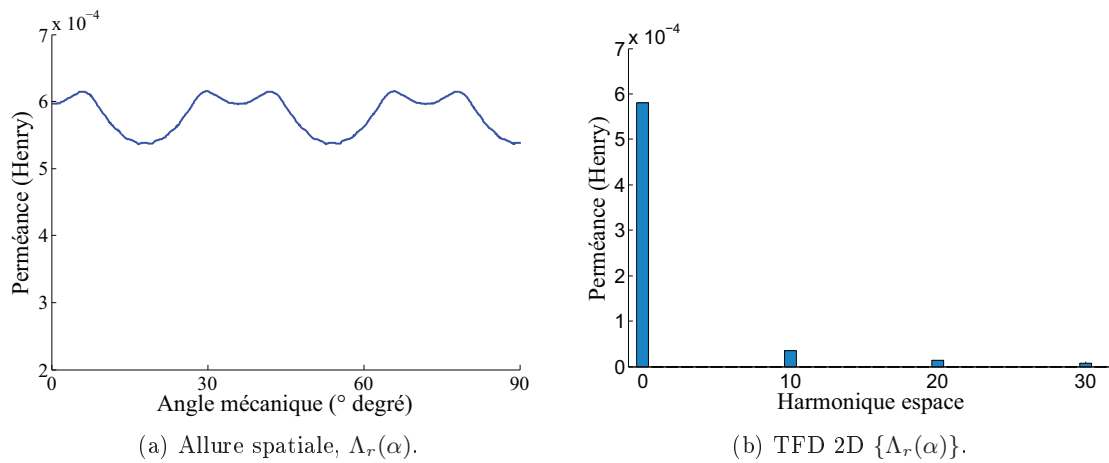 7 x 10⁻⁴
6
5
4
3
2
0
30
60
90
Perméance (Henry)
Angle mécanique (° degré)
(a) Allure spatiale, Λᵣ(α).
7 x 10⁻⁴
6
5
4
3
2
1
0
0
10
20
30
Perméance (Henry)
Harmonique espace
(b) TFD 2D {Λᵣ(α)}.